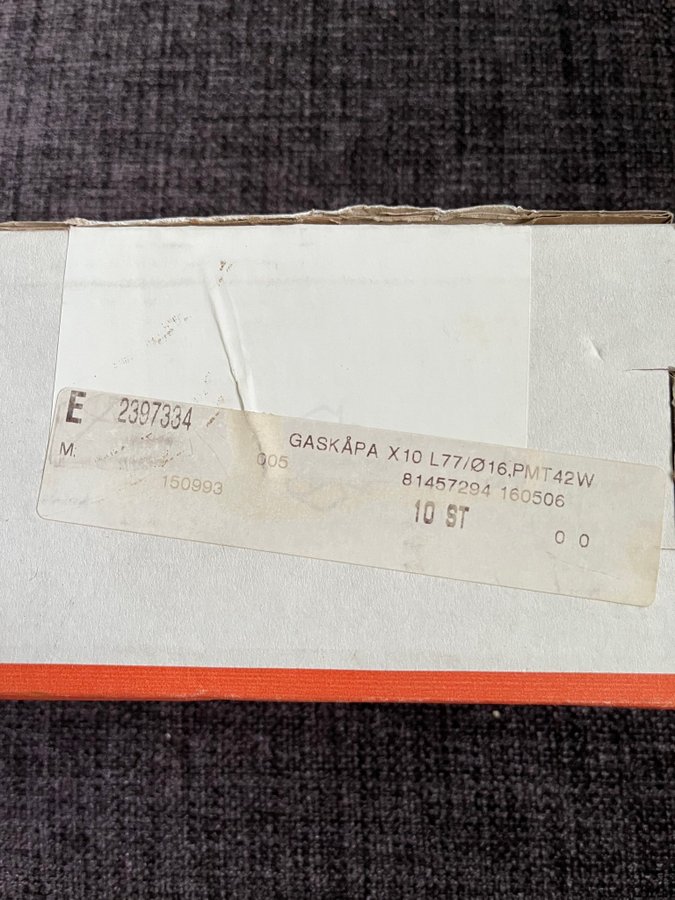 E 2397334
GASKÅPA X10 L77/Ø16,PMT42W
M. 005
150993 81457294 160506
10 ST
0 0